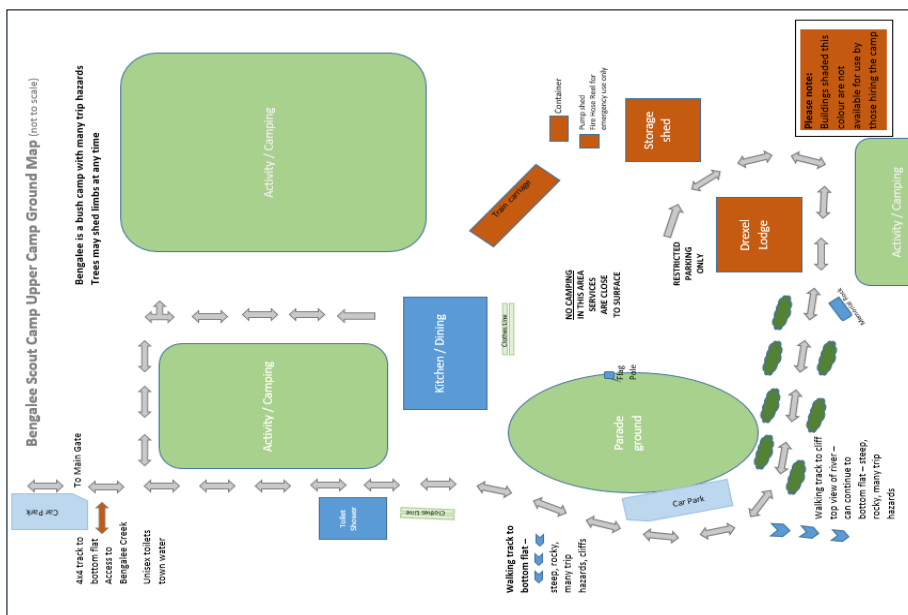 Bengalee Scout Camp Upper Camp Ground Map (not to scale)
Bengalee is a bush camp with many trip hazards
Trees may shed limbs at any time
Car Park
To Main Gate
4x4 track to
bottom flat
Access to
Bengalee Creek
Unisex toilets
town water
Activity / Camping
Activity / Camping
Toilet
Shower
Clothes Line
Kitchen / Dining
Clothes Line
Train carriage
Container
Pump shed
Fire Hose Reel for
emergency use only
Storage
shed
NO CAMPING
IN THIS AREA
SERVICES
ARE CLOSE
TO SURFACE
RESTRICTED
PARKING
ONLY
Drexel
Lodge
Please note:
Buildings shaded this
colour are not
available for use by
those hiring the camp
Activity / Camping
Memorial Rock
Flag
Pole
Parade
ground
Car Park
Walking track to
bottom flat –
steep, rocky,
many trip
hazards, cliffs
Walking track to cliff
top view of river –
can continue to
bottom flat – steep,
rocky, many trip
hazards